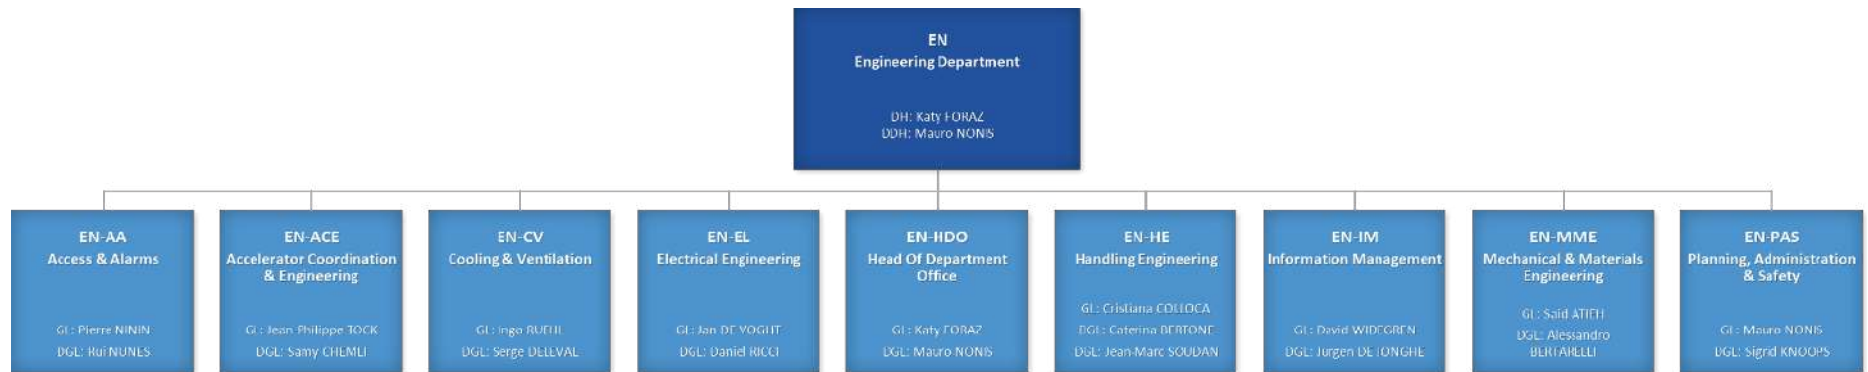 EN
Engineering Department
DH: Katy FORAZ
DDH: Mauro NONIS
EN-AA
Access & Alarms
GL: Pierre NININ
DGL: Rui NUNES
EN-ACE
Accelerator Coordination
& Engineering
GL: Jean-Philippe TOCK
DGL: Samy CHEMLI
EN-CV
Cooling & Ventilation
GL: Ingo RUEHL
DGL: Serge DELEVAL
EN-EL
Electrical Engineering
GL: Jan DE VOGHT
DGL: Daniel RICCI
EN-HDO
Head Of Department
Office
GL: Katy FORAZ
DGL: Mauro NONIS
EN-HE
Handling Engineering
GL: Cristiana COLLOCA
DGL: Caterina BERTONE
DGL: Jean-Marc SOUDAN
EN-IM
Information Management
GL: David WIDEGREN
DGL: Jurgen DE JONGHE
EN-MME
Mechanical & Materials
Engineering
GL: Said ATIEH
DGL: Alessandro
BERTARELLI
EN-PAS
Planning, Administration
& Safety
GL: Mauro NONIS
DGL: Sigrid KNOOPS